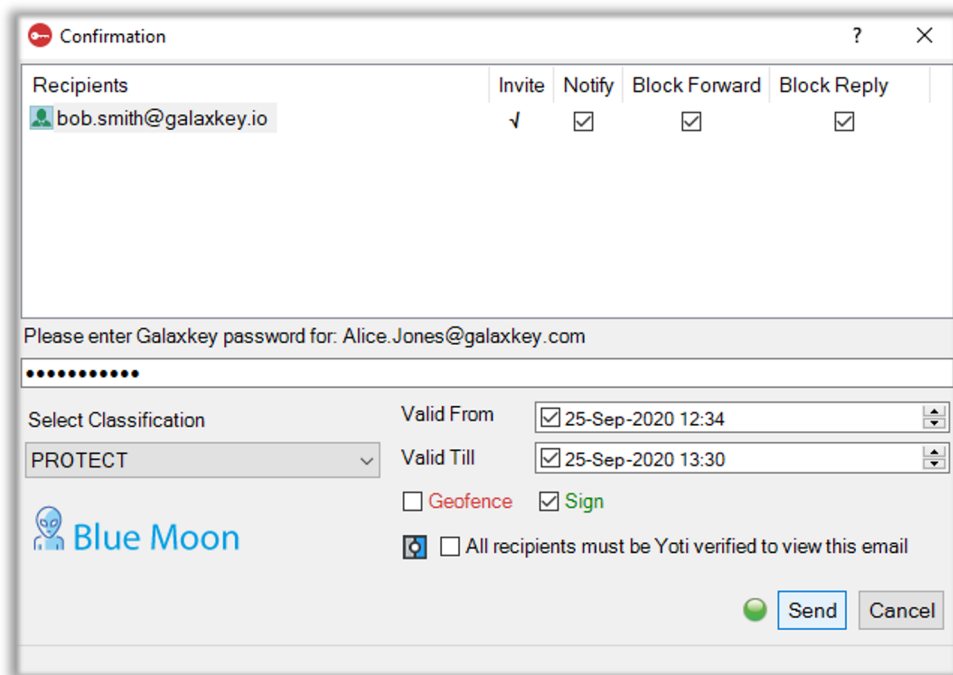 Confirmation ?
Recipients Invite Notify Block Forward Block Reply
bob.smith@galaxkey.io √
Please enter Galaxkey password for: Alice.Jones@galaxkey.com
•••••••••••
Select Classification
PROTECT
Valid From 25-Sep-2020 12:34
Valid Till 25-Sep-2020 13:30
Geofence Sign
Blue Moon
All recipients must be Yoti verified to view this email
Send Cancel